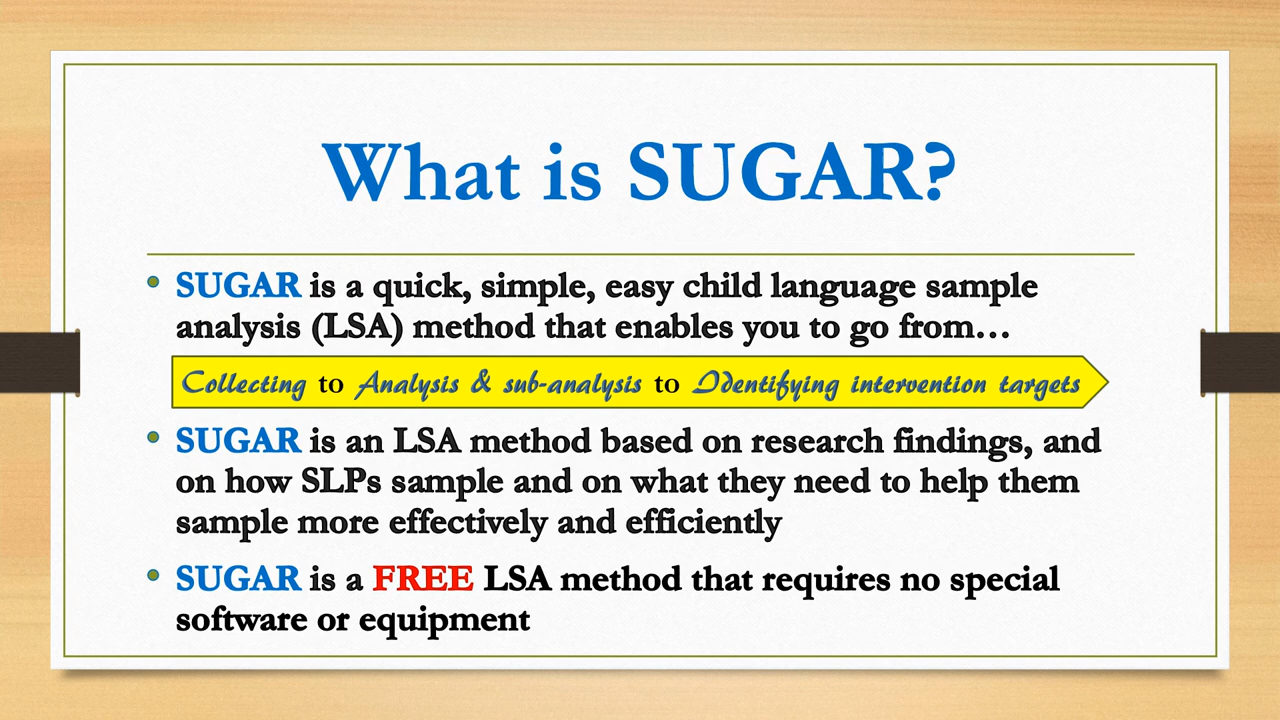 What is SUGAR?
• SUGAR is a quick, simple, easy child language sample
analysis (LSA) method that enables you to go from…
Collecting to Analysis & sub-analysis to Identifying intervention targets
• SUGAR is an LSA method based on research findings, and
on how SLPs sample and on what they need to help them
sample more effectively and efficiently
• SUGAR is a FREE LSA method that requires no special
software or equipment